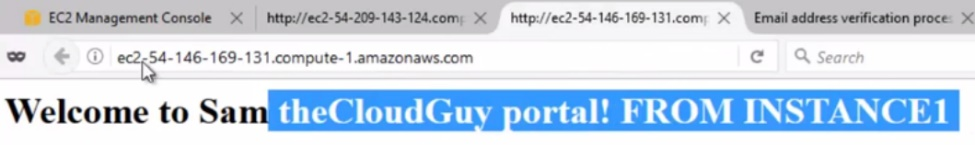 EC2 Management Console
http://ec2-54-209-143-124.com
http://ec2-54-146-169-131.com
Email address verification proces
ec2-54-146-169-131.compute-1.amazonaws.com
Search
Welcome to Sam theCloudGuy portal! FROM INSTANCE1